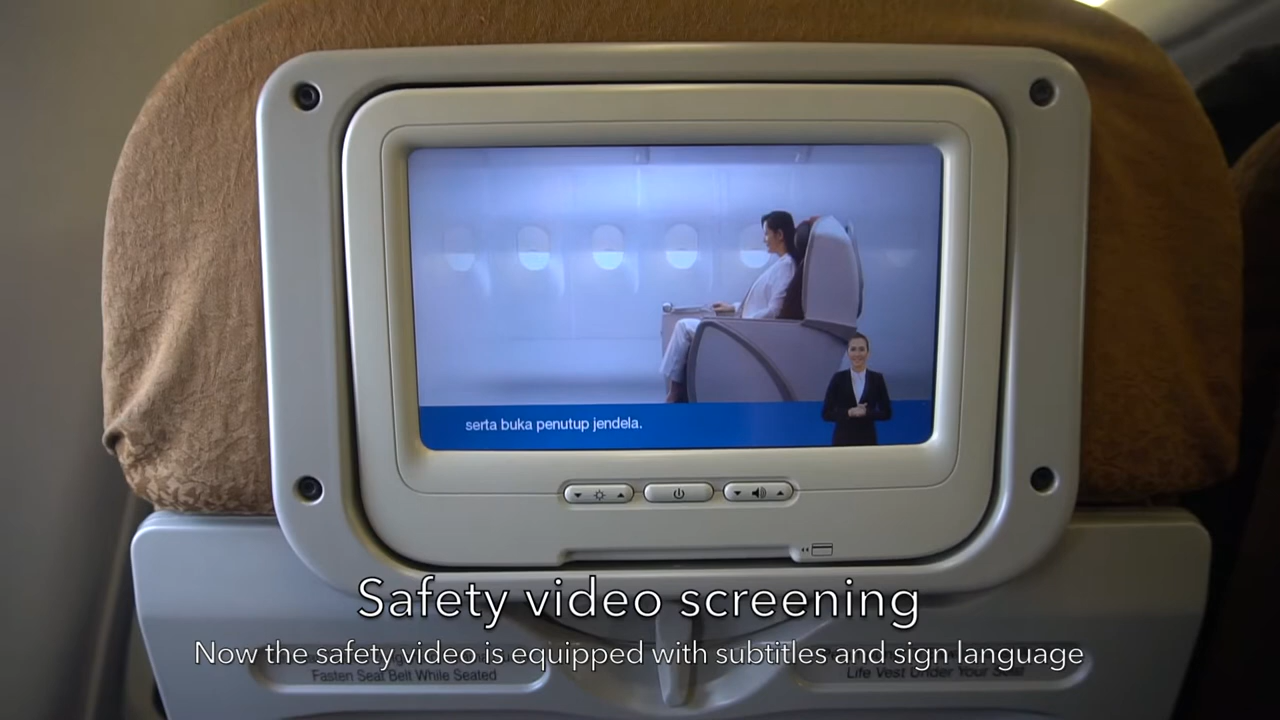 serta buka penutup jendela.
Safety video screening
Now the safety video is equipped with subtitles and sign language
Fasten Seat Belt While Seated
Life Vest Under Your Seat